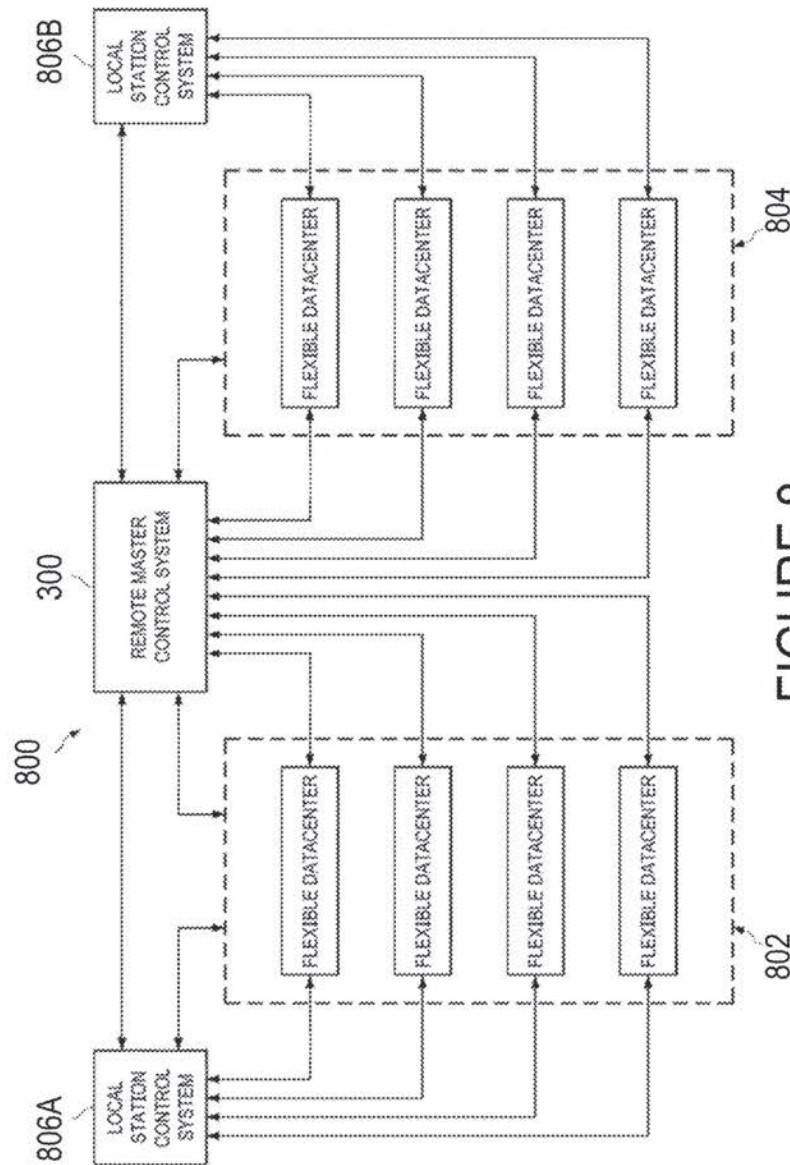 806A
LOCAL
STATION
CONTROL
SYSTEM
800
300
REMOTE MASTER
CONTROL SYSTEM
806B
LOCAL
STATION
CONTROL
SYSTEM
FLEXIBLE DATACENTER
FLEXIBLE DATACENTER
FLEXIBLE DATACENTER
FLEXIBLE DATACENTER
802
FLEXIBLE DATACENTER
FLEXIBLE DATACENTER
FLEXIBLE DATACENTER
FLEXIBLE DATACENTER
804
FIGURE